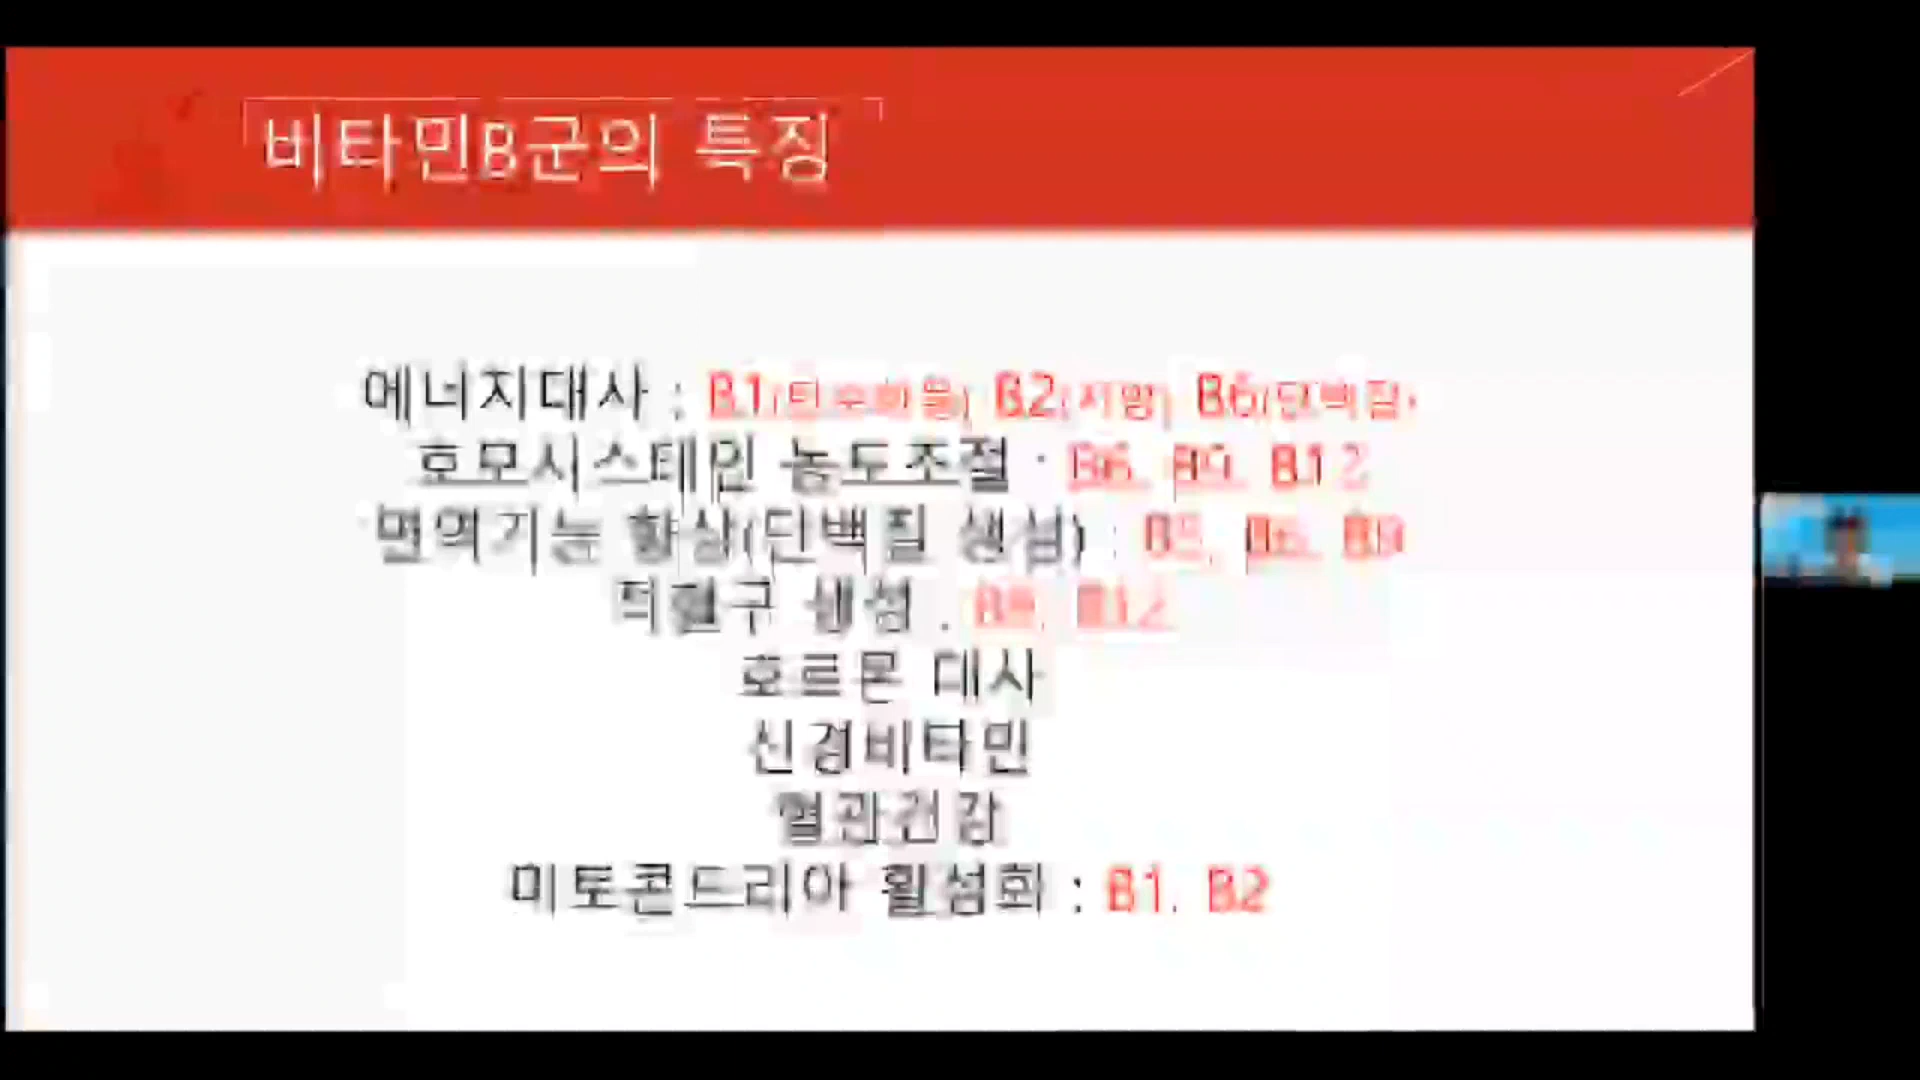 비타민B군의 특징
에너지대사 : B1(탄수화물) B2(지방) B6(단백질)
호모시스테인 농도조절 : B6, B9, B12
면역기능 향상(단백질 생성) : B5, B6, B9
적혈구 생성 : B12
호르몬 대사
신경비타민
혈관건강
미토콘드리아 활성화 : B1, B2